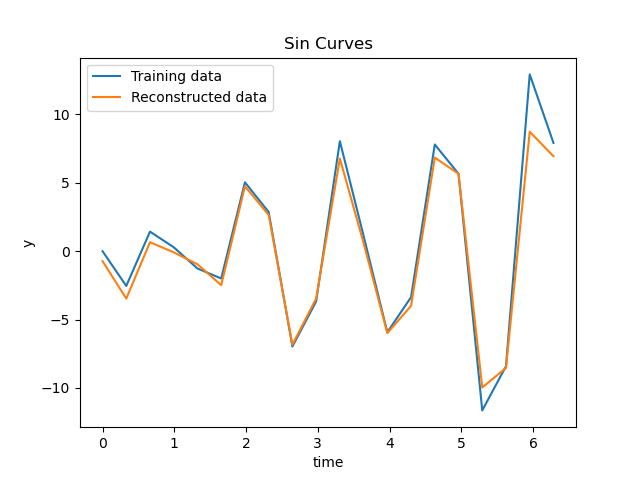 Sin Curves
Training data
Reconstructed data
10
5
0
−5
−10
y
0 1 2 3 4 5 6
time